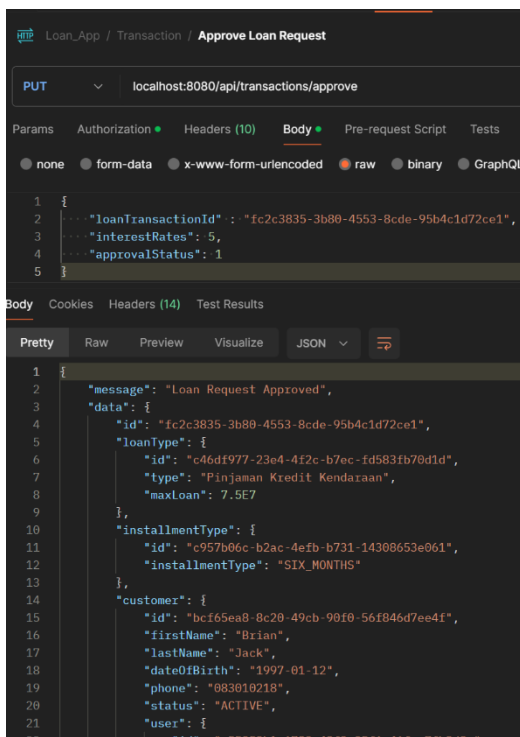 HTTP Loan_App / Transaction / Approve Loan Request
PUT localhost:8080/api/transactions/approve
Params Authorization Headers (10) Body Pre-request Script Tests
none form-data x-www-form-urlencoded raw binary GraphQL
1 {
2 "loanTransactionId" : "fc2c3835-3b80-4553-8cde-95b4c1d72ce1",
3 "interestRates": 5,
4 "approvalStatus": 1
5 }
Body Cookies Headers (14) Test Results
Pretty Raw Preview Visualize JSON
1 {
2 "message": "Loan Request Approved",
3 "data": {
4 "id": "fc2c3835-3b80-4553-8cde-95b4c1d72ce1",
5 "loanType": {
6 "id": "c46df977-23e4-4f2c-b7ec-fd583fb70d1d",
7 "type": "Pinjaman Kredit Kendaraan",
8 "maxLoan": 7.5E7
9 },
10 "installmentType": {
11 "id": "c957b06c-b2ac-4efb-b731-14308653e061",
12 "installmentType": "SIX_MONTHS"
13 },
14 "customer": {
15 "id": "bcf65ea8-8c20-49cb-90f0-56f846d7ee4f",
16 "firstName": "Brian",
17 "lastName": "Jack",
18 "dateOfBirth": "1997-01-12",
19 "phone": "083010218",
20 "status": "ACTIVE",
21 "user": {